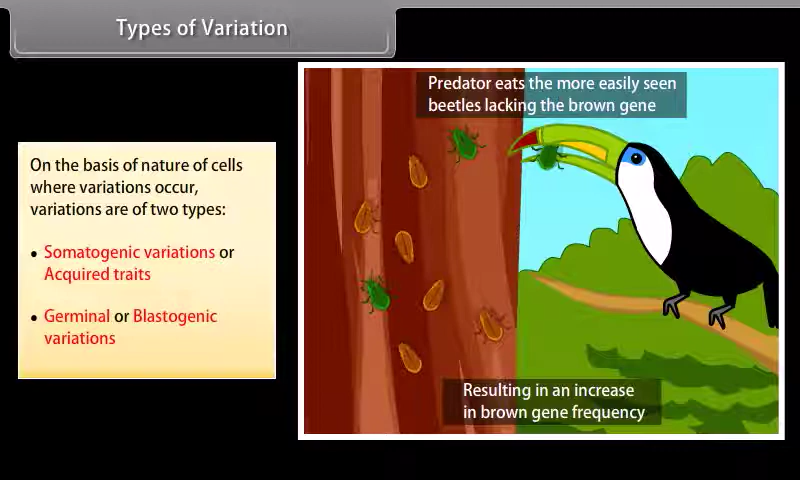 Types of Variation
On the basis of nature of cells
where variations occur,
variations are of two types:
• Somatogenic variations or
Acquired traits
• Germinal or Blastogenic
variations
Predator eats the more easily seen
beetles lacking the brown gene
Resulting in an increase
in brown gene frequency